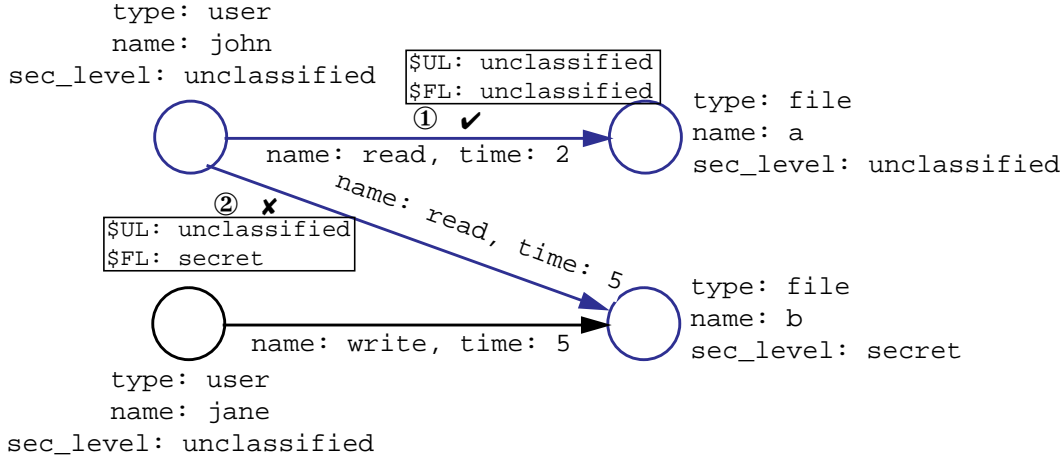 type: user
name: john
sec_level: unclassified
$UL: unclassified
$FL: unclassified
① ✔
name: read, time: 2
type: file
name: a
sec_level: unclassified
② ✘
$UL: unclassified
$FL: secret
name: read, time: 5
type: file
name: b
sec_level: secret
name: write, time: 5
type: user
name: jane
sec_level: unclassified